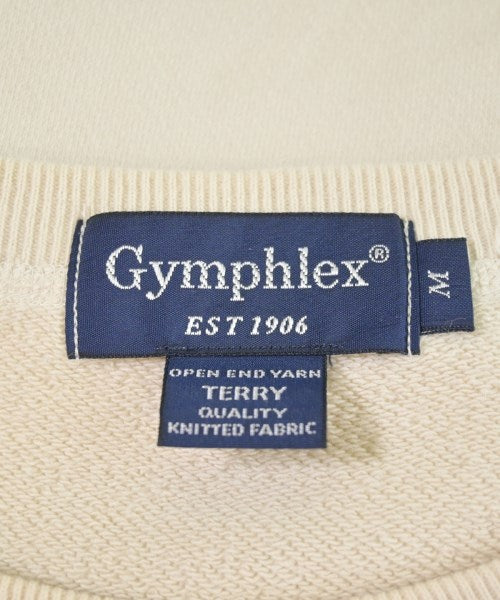 Gymphlex®
EST 1906
M
OPEN END YARN
TERRY
QUALITY
KNITTED FABRIC